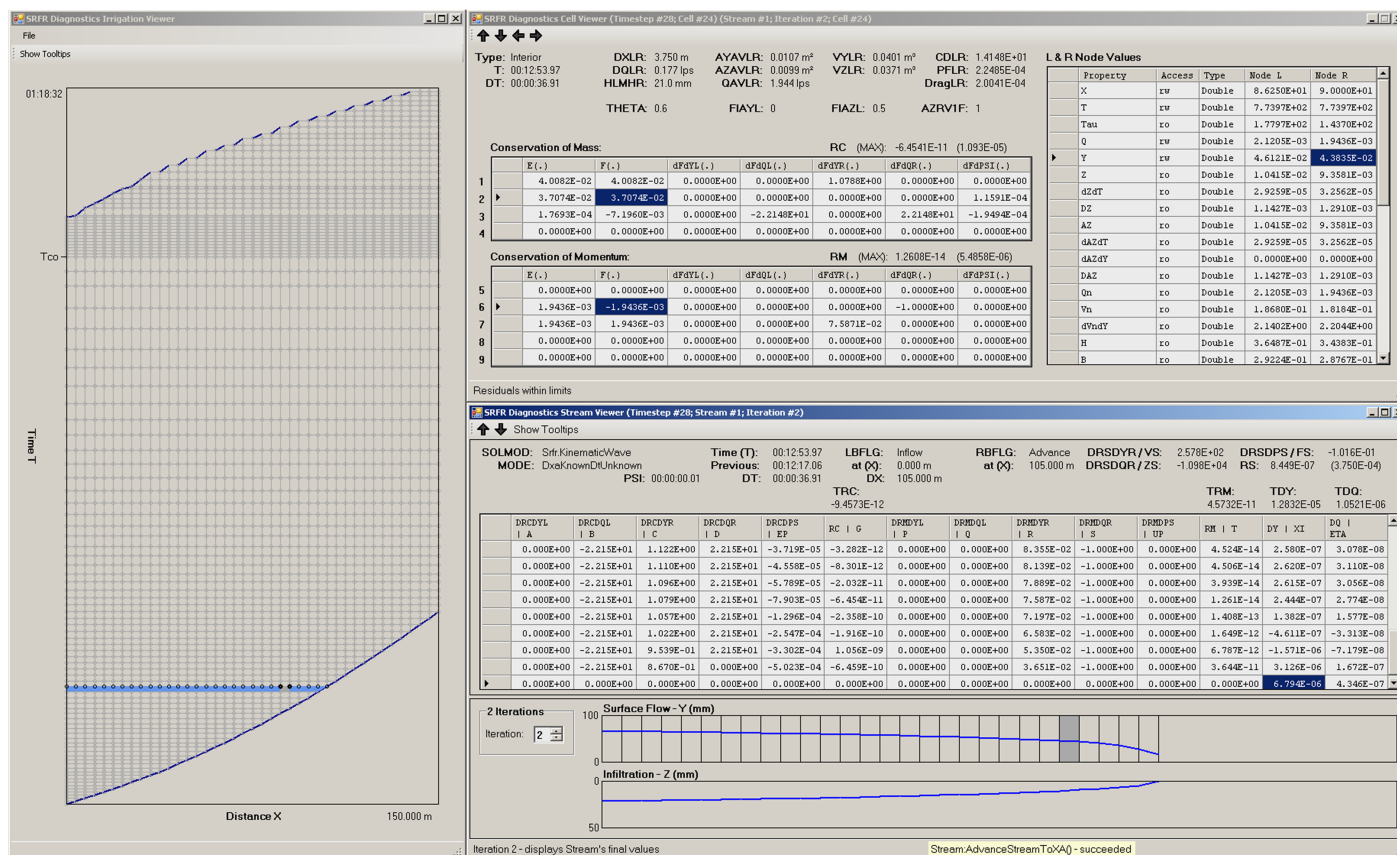 SRFR Diagnostics Irrigation Viewer
File
Show Tooltips
01:18:32
Tco
Time T
Distance X 150.000 m
SRFR Diagnostics Cell Viewer (Timestep #28; Cell #24) (Stream #1; Iteration #2; Cell #24)
Type: Interior DXLR: 3.750 m AYAVLR: 0.0107 m² VYLR: 0.0401 m³ CDLR: 1.4148E+01
T: 00:12:53.97 DQLR: 0.177 lps AZAVLR: 0.0099 m² VZLR: 0.0371 m³ PFLR: 2.2485E-04
DT: 00:00:36.91 HLMHR: 21.0 mm QAVLR: 1.944 lps DragLR: 2.0041E-04
THETA: 0.6 FIAYL: 0 FIAZL: 0.5 AZRV1F: 1
Conservation of Mass: RC (MAX): -6.4541E-11 (1.093E-05)
E(.) F(.) dFdYL(.) dFdQL(.) dFdYR(.) dFdQR(.) dFdPSI(.)
1 4.0082E-02 4.0082E-02 0.0000E+00 0.0000E+00 1.0788E+00 0.0000E+00 0.0000E+00
2 3.7074E-02 3.7074E-02 0.0000E+00 0.0000E+00 0.0000E+00 0.0000E+00 1.1591E-04
3 1.7693E-04 -7.1960E-03 0.0000E+00 -2.2148E+01 0.0000E+00 2.2148E+01 -1.9494E-04
4 0.0000E+00 0.0000E+00 0.0000E+00 0.0000E+00 0.0000E+00 0.0000E+00 0.0000E+00
Conservation of Momentum: RM (MAX): 1.2608E-14 (5.4858E-06)
E(.) F(.) dFdYL(.) dFdQL(.) dFdYR(.) dFdQR(.) dFdPSI(.)
5 0.0000E+00 0.0000E+00 0.0000E+00 0.0000E+00 0.0000E+00 0.0000E+00 0.0000E+00
6 1.9436E-03 -1.9436E-03 0.0000E+00 0.0000E+00 0.0000E+00 -1.0000E+00 0.0000E+00
7 1.9436E-03 1.9436E-03 0.0000E+00 0.0000E+00 7.5871E-02 0.0000E+00 0.0000E+00
8 0.0000E+00 0.0000E+00 0.0000E+00 0.0000E+00 0.0000E+00 0.0000E+00 0.0000E+00
9 0.0000E+00 0.0000E+00 0.0000E+00 0.0000E+00 0.0000E+00 0.0000E+00 0.0000E+00
L & R Node Values
Property Access Type Node L Node R
X rw Double 8.6250E+01 9.0000E+01
T rw Double 7.7397E+02 7.7397E+02
Tau ro Double 1.7797E+02 1.4370E+02
Q ro Double 2.1205E-03 1.9436E-03
Y rw Double 4.6121E-02 4.3835E-02
Z ro Double 1.0415E-02 9.3581E-03
dZdT ro Double 2.9259E-05 3.2562E-05
DZ ro Double 1.1427E-03 1.2910E-03
AZ ro Double 1.0415E-02 9.3581E-03
dAZdT ro Double 2.9259E-05 3.2562E-05
dAZdY ro Double 0.0000E+00 0.0000E+00
DAZ ro Double 1.1427E-03 1.2910E-03
Qn ro Double 2.1205E-03 1.9436E-03
Vn ro Double 1.8680E-01 1.8184E-01
dVndY ro Double 2.1402E+00 2.2044E+00
H ro Double 3.6487E-01 3.4383E-01
B ro Double 2.9224E-01 2.8767E-01
Residuals within limits
SRFR Diagnostics Stream Viewer (Timestep #28; Stream #1; Iteration #2)
Show Tooltips
SOLMOD: Srfr.KinematicWave Time (T): 00:12:53.97 LBFLG: Inflow RBFLG: Advance DRSDYR/VS: 2.578E+02 DRSDPS/FS: -1.016E-01
MODE: DxaKnownDtUnknown Previous: 00:12:17.06 at (X): 0.000 m at (X): 105.000 m DRSDQR/ZS: -1.098E+04 RS: 8.449E-07 (3.750E-04)
PSI: 00:00:00.01 DT: 00:00:36.91 DX: 105.000 m
TRC: TRM: TDY: TDQ:
-9.4573E-12 4.5732E-11 1.2832E-05 1.0521E-06
DRCDYL | A DRCDQL | B DRCDYR | C DRCDQR | D DRCDPS | EP RC | G DRMDYL | P DRMDQL | Q DRMDYR | R DRMDQR | S DRMDPS | UP RM | T DY | XI DQ | ETA
0.000E+00 -2.215E+01 1.122E+00 2.215E+01 -3.719E-05 -3.282E-12 0.000E+00 0.000E+00 8.355E-02 -1.000E+00 0.000E+00 4.524E-14 2.580E-07 3.078E-08
0.000E+00 -2.215E+01 1.110E+00 2.215E+01 -4.558E-05 -8.301E-12 0.000E+00 0.000E+00 8.139E-02 -1.000E+00 0.000E+00 4.506E-14 2.620E-07 3.110E-08
0.000E+00 -2.215E+01 1.096E+00 2.215E+01 -5.789E-05 -2.032E-11 0.000E+00 0.000E+00 7.889E-02 -1.000E+00 0.000E+00 3.939E-14 2.615E-07 3.056E-08
0.000E+00 -2.215E+01 1.079E+00 2.215E+01 -7.903E-05 -6.454E-11 0.000E+00 0.000E+00 7.587E-02 -1.000E+00 0.000E+00 1.261E-14 2.444E-07 2.774E-08
0.000E+00 -2.215E+01 1.057E+00 2.215E+01 -1.296E-04 -2.358E-10 0.000E+00 0.000E+00 7.197E-02 -1.000E+00 0.000E+00 1.408E-13 1.382E-07 1.577E-08
0.000E+00 -2.215E+01 1.022E+00 2.215E+01 -2.547E-04 -1.916E-10 0.000E+00 0.000E+00 6.583E-02 -1.000E+00 0.000E+00 1.649E-12 -4.611E-07 -3.313E-08
0.000E+00 -2.215E+01 9.539E-01 2.215E+01 -3.302E-04 1.056E-09 0.000E+00 0.000E+00 5.350E-02 -1.000E+00 0.000E+00 6.787E-12 -1.571E-06 -7.179E-08
0.000E+00 -2.215E+01 8.670E-01 0.000E+00 -5.023E-04 -6.459E-10 0.000E+00 0.000E+00 3.651E-02 -1.000E+00 0.000E+00 3.644E-11 3.126E-06 1.672E-07
0.000E+00 0.000E+00 0.000E+00 0.000E+00 0.000E+00 0.000E+00 0.000E+00 0.000E+00 0.000E+00 0.000E+00 0.000E+00 0.000E+00 6.794E-06 4.346E-07
2 Iterations
Iteration: 2
Surface Flow - Y (mm)
100
0
Infiltration - Z (mm)
0
50
Iteration 2 - displays Stream's final values Stream:AdvanceStreamToXA() - succeeded